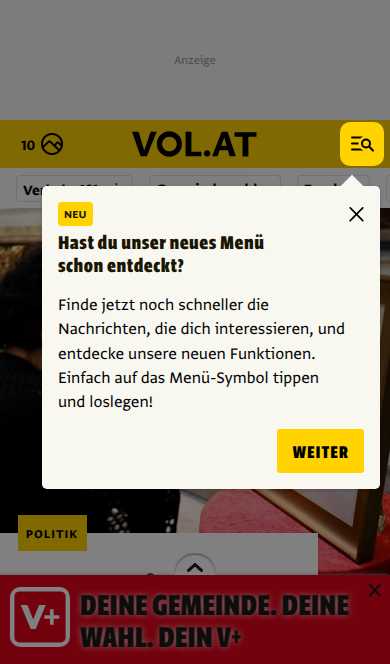 Anzeige
10
VOL.AT
NEU
Hast du unser neues Menü
schon entdeckt?
Finde jetzt noch schneller die
Nachrichten, die dich interessieren, und
entdecke unsere neuen Funktionen.
Einfach auf das Menü-Symbol tippen
und loslegen!
WEITER
POLITIK
V+
DEINE GEMEINDE. DEINE
WAHL. DEIN V+